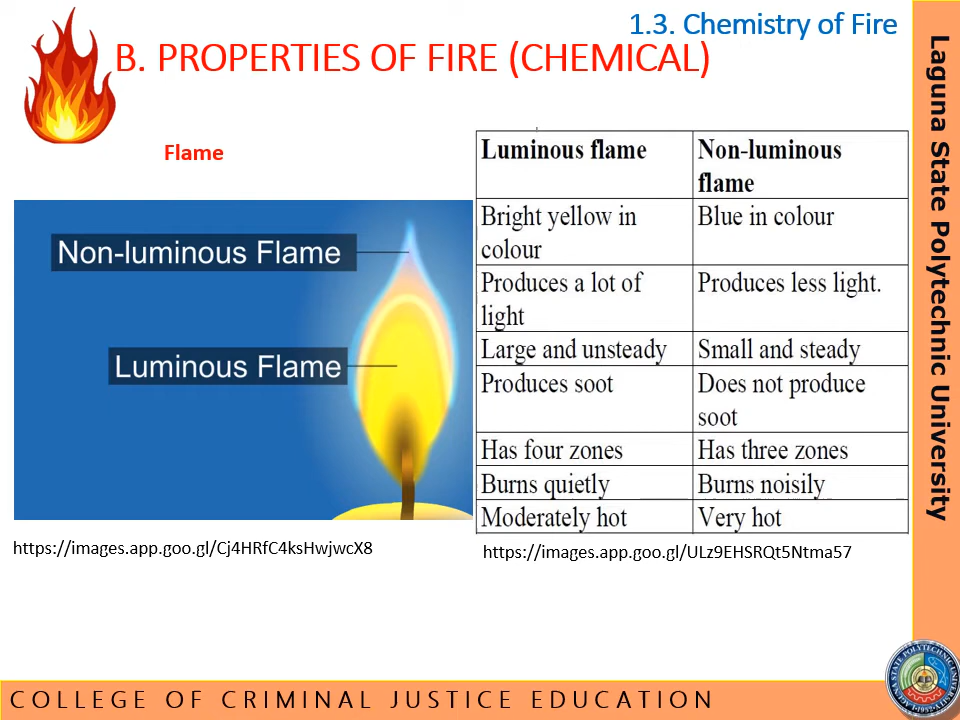 1.3. Chemistry of Fire
B. PROPERTIES OF FIRE (CHEMICAL)
Flame
Non-luminous Flame
Luminous Flame
https://images.app.goo.gl/Cj4HRfC4ksHwjwcX8
Luminous flame
Non-luminous
flame
Bright yellow in
colour
Blue in colour
Produces a lot of
light
Produces less light.
Large and unsteady
Small and steady
Produces soot
Does not produce
soot
Has four zones
Has three zones
Burns quietly
Burns noisily
Moderately hot
Very hot
https://images.app.goo.gl/ULz9EHSRQt5Ntma57
Laguna State Polytechnic University
COLLEGE OF CRIMINAL JUSTICE EDUCATION